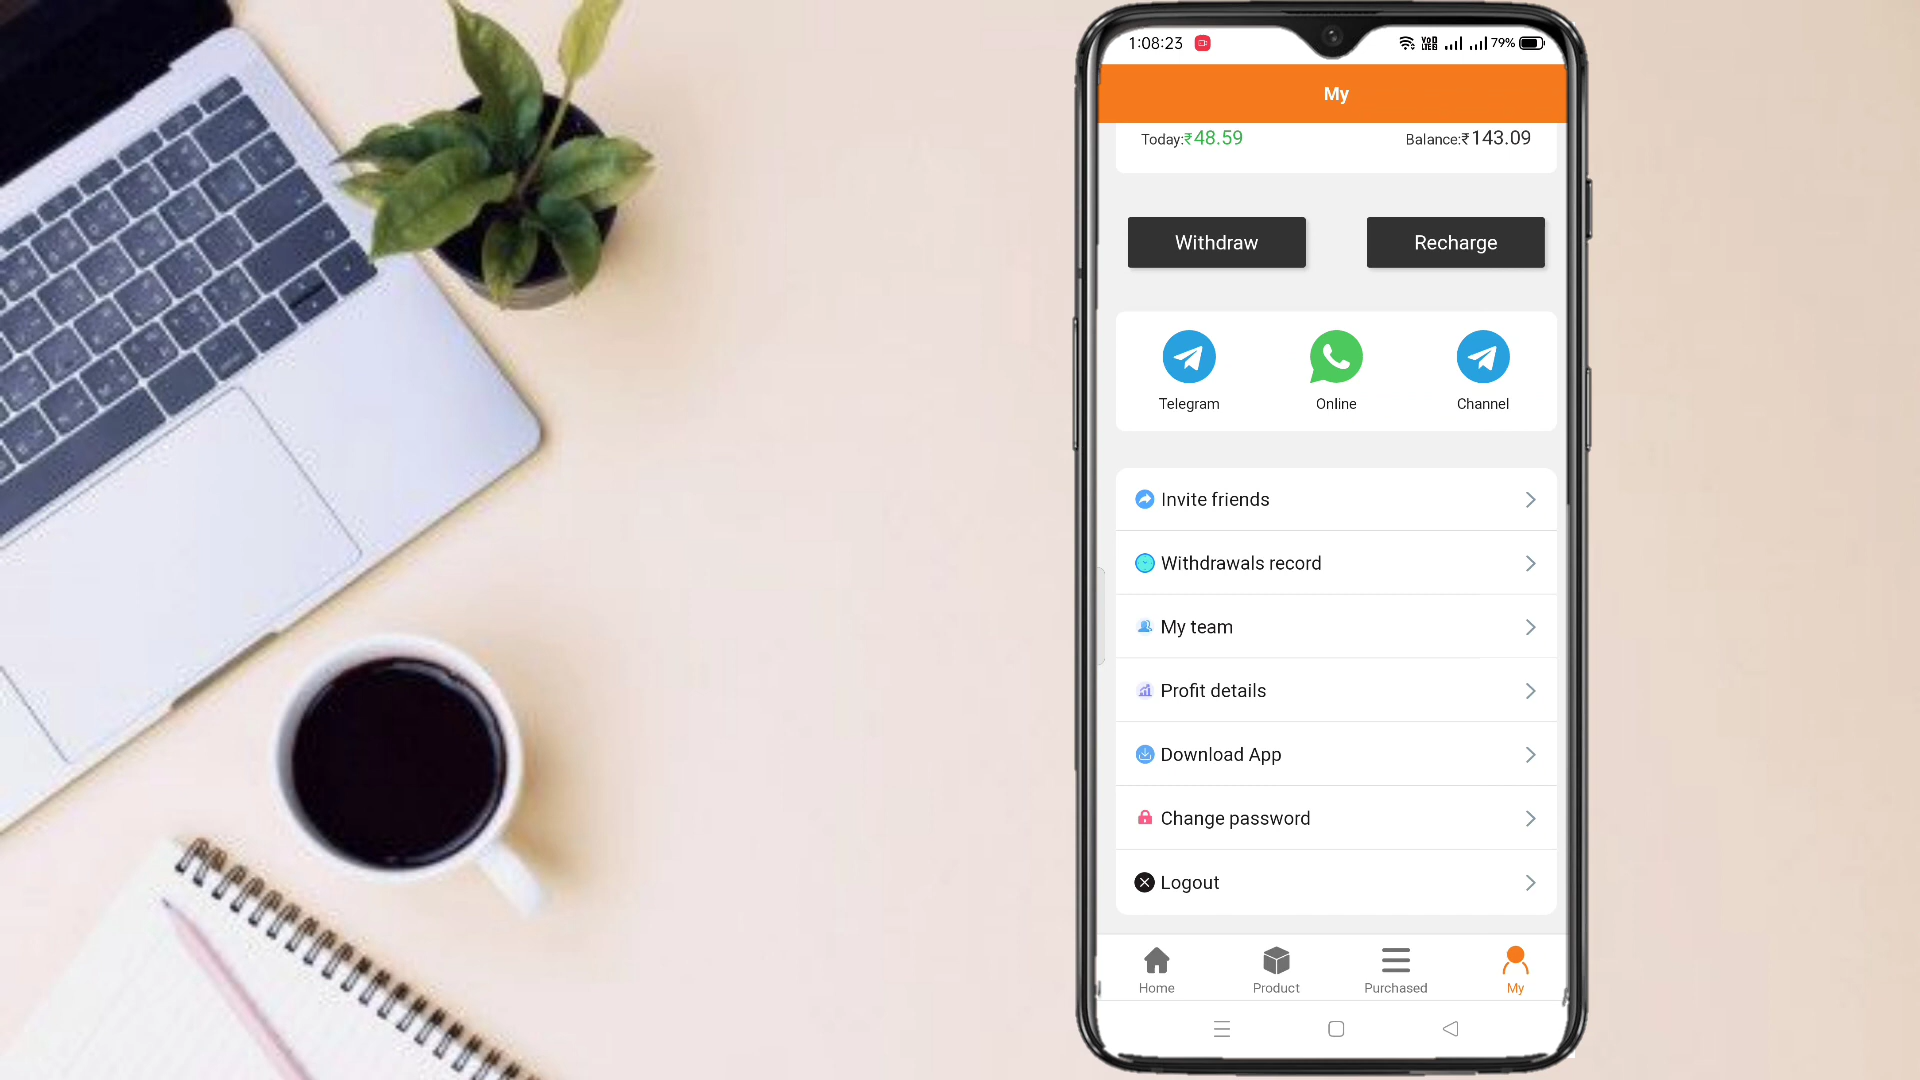 1:08:23
79%
My
Today:₹48.59
Balance:₹143.09
Withdraw
Recharge
Telegram
Online
Channel
Invite friends
Withdrawals record
My team
Profit details
Download App
Change password
Logout
Home
Product
Purchased
My